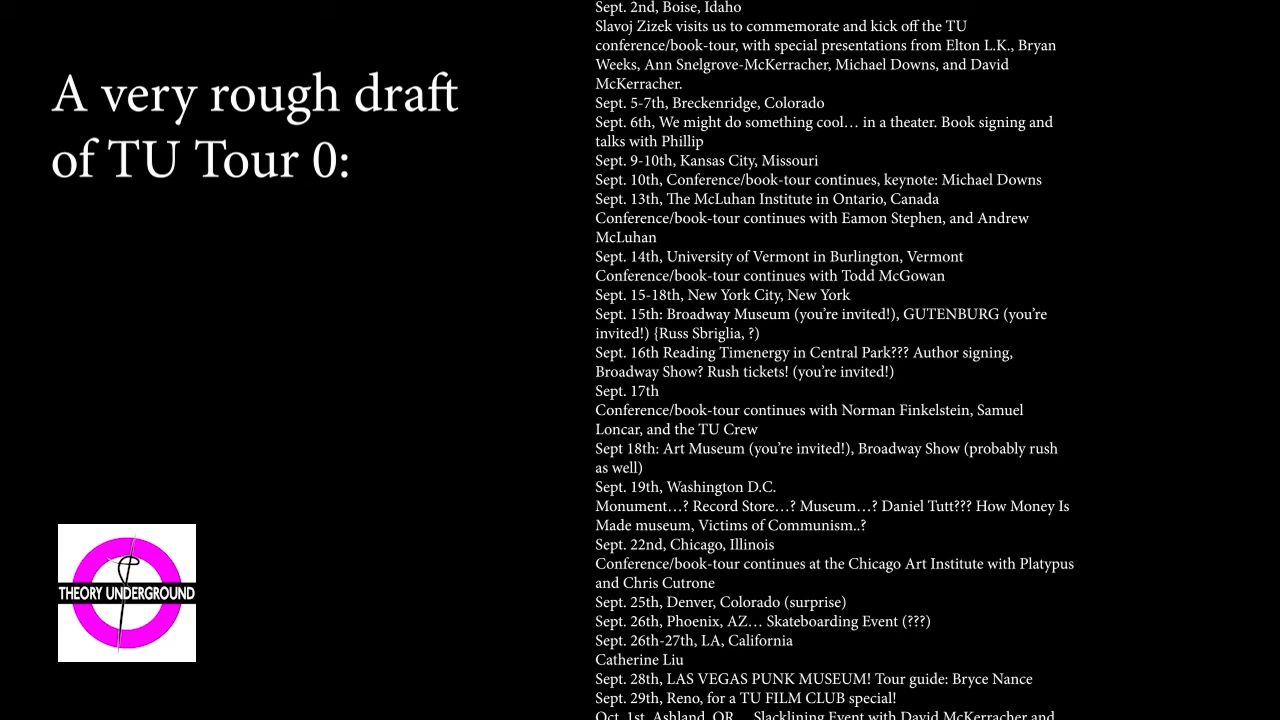 A very rough draft
of TU Tour 0:
THEORY UNDERGROUND
Sept. 2nd, Boise, Idaho
Slavoj Zizek visits us to commemorate and kick off the TU
conference/book-tour, with special presentations from Elton L.K., Bryan
Weeks, Ann Snelgrove-McKerracher, Michael Downs, and David
McKerracher.
Sept. 5-7th, Breckenridge, Colorado
Sept. 6th, We might do something cool… in a theater. Book signing and
talks with Phillip
Sept. 9-10th, Kansas City, Missouri
Sept. 10th, Conference/book-tour continues, keynote: Michael Downs
Sept. 13th, The McLuhan Institute in Ontario, Canada
Conference/book-tour continues with Eamon Stephen, and Andrew
McLuhan
Sept. 14th, University of Vermont in Burlington, Vermont
Conference/book-tour continues with Todd McGowan
Sept. 15-18th, New York City, New York
Sept. 15th: Broadway Museum (you’re invited!), GUTENBURG (you’re
invited!) {Russ Sbriglia, ?)
Sept. 16th Reading Timenergy in Central Park??? Author signing,
Broadway Show? Rush tickets! (you’re invited!)
Sept. 17th
Conference/book-tour continues with Norman Finkelstein, Samuel
Loncar, and the TU Crew
Sept 18th: Art Museum (you’re invited!), Broadway Show (probably rush
as well)
Sept. 19th, Washington D.C.
Monument…? Record Store…? Museum…? Daniel Tutt??? How Money Is
Made museum, Victims of Communism..?
Sept. 22nd, Chicago, Illinois
Conference/book-tour continues at the Chicago Art Institute with Platypus
and Chris Cutrone
Sept. 25th, Denver, Colorado (surprise)
Sept. 26th, Phoenix, AZ… Skateboarding Event (???)
Sept. 26th-27th, LA, California
Catherine Liu
Sept. 28th, LAS VEGAS PUNK MUSEUM! Tour guide: Bryce Nance
Sept. 29th, Reno, for a TU FILM CLUB special!
Oct. 1st, Ashland, OR… Slacklining Event with David McKerracher and